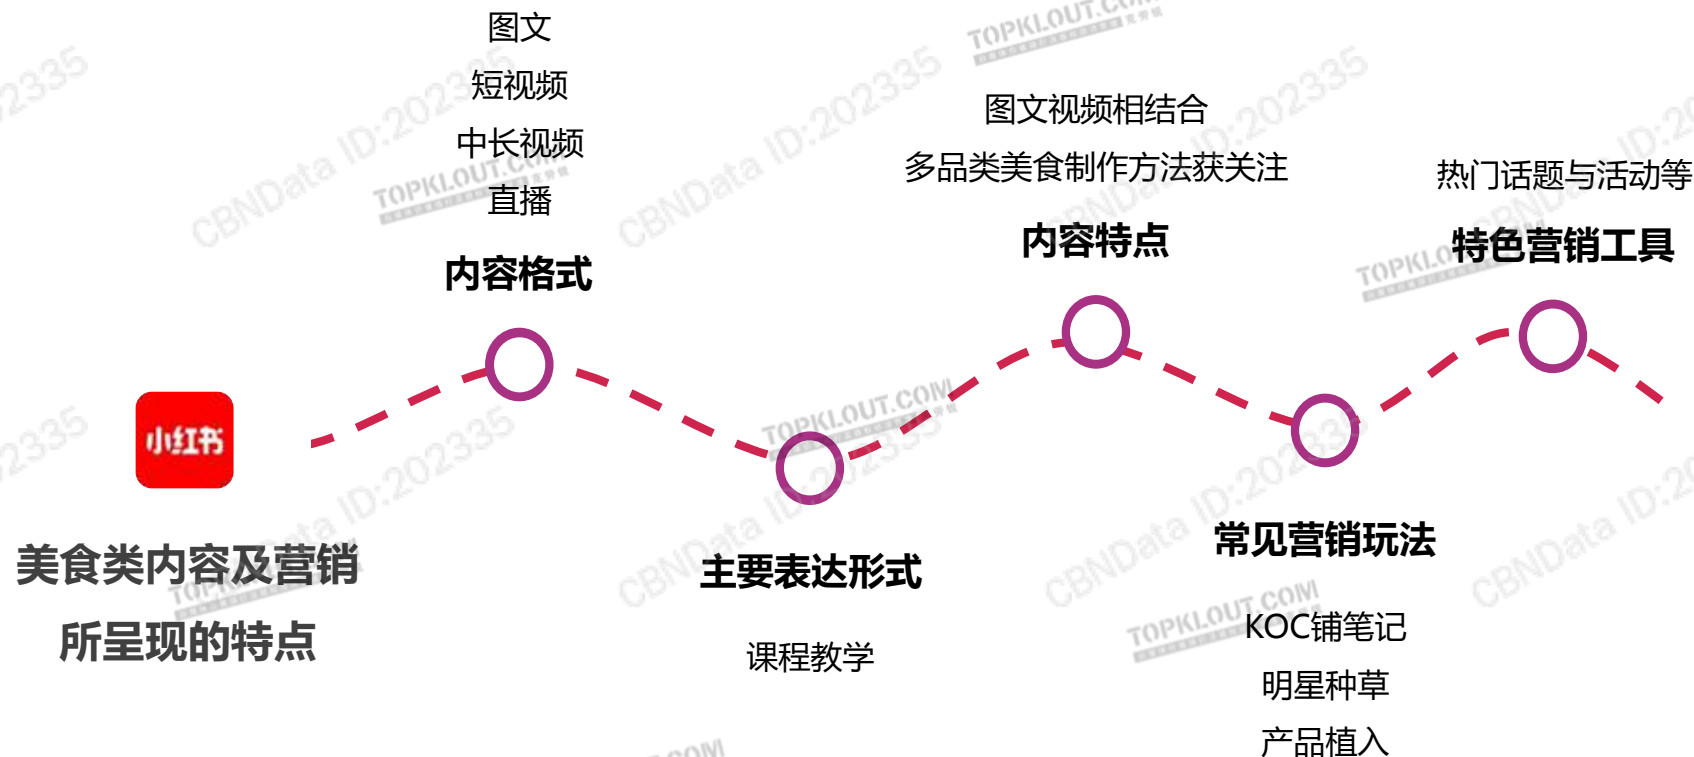 图文
短视频
中长视频
直播
内容格式
图文视频相结合
多品类美食制作方法获关注
内容特点
热门话题与活动等
特色营销工具
小红书
美食类内容及营销
所呈现的特点
主要表达形式
课程教学
常见营销玩法
KOC铺笔记
明星种草
产品植入
CBNData ID:202335
TOPKLOUT.COM